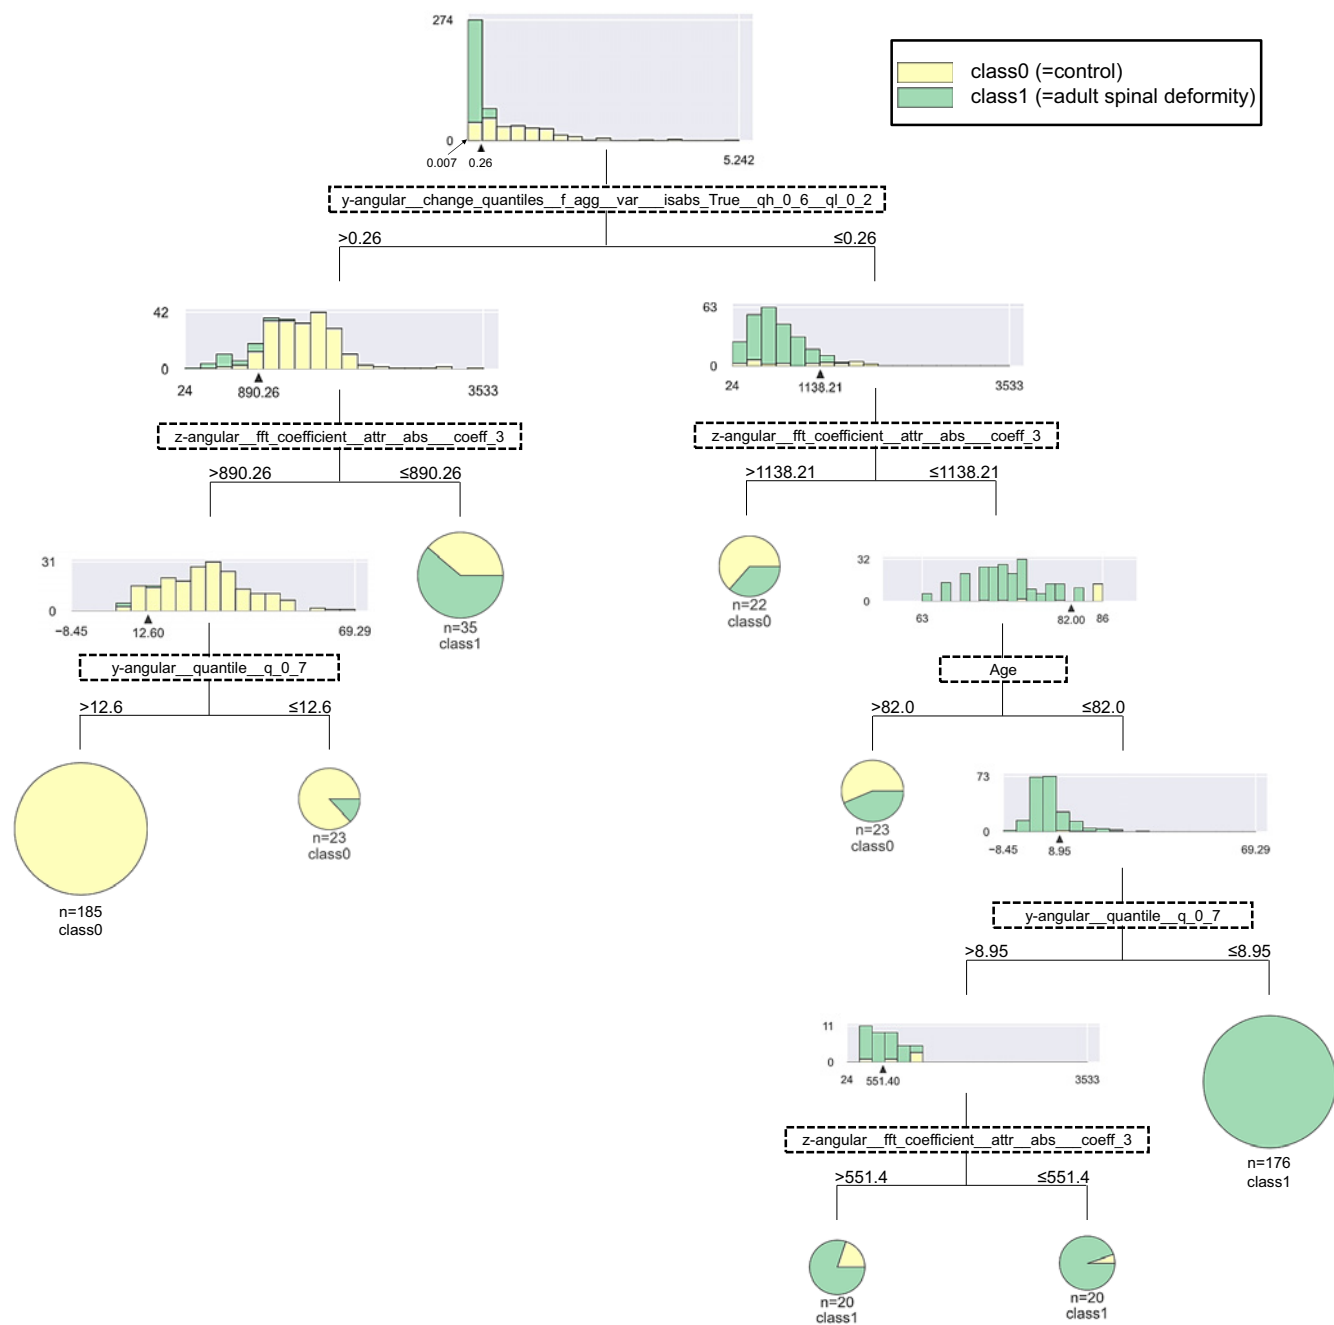 274
0
0.007
0.26
5.242
class0 (=control)
class1 (=adult spinal deformity)
y-angular__change_quantiles__f_agg__var___isabs_True__qh_0_6__ql_0_2
>0.26
≤0.26
42
0
24
890.26
3533
63
0
24
1138.21
3533
z-angular__fft_coefficient__attr__abs___coeff_3
z-angular__fft_coefficient__attr__abs___coeff_3
>890.26
≤890.26
>1138.21
≤1138.21
31
0
−8.45
12.60
69.29
n=35
class1
n=22
class0
32
0
63
82.00
86
y-angular__quantile__q_0_7
Age
>12.6
≤12.6
>82.0
≤82.0
n=185
class0
n=23
class0
n=23
class0
73
0
−8.45
8.95
69.29
y-angular__quantile__q_0_7
>8.95
≤8.95
11
0
24
551.40
3533
n=176
class1
z-angular__fft_coefficient__attr__abs___coeff_3
>551.4
≤551.4
n=20
class1
n=20
class1